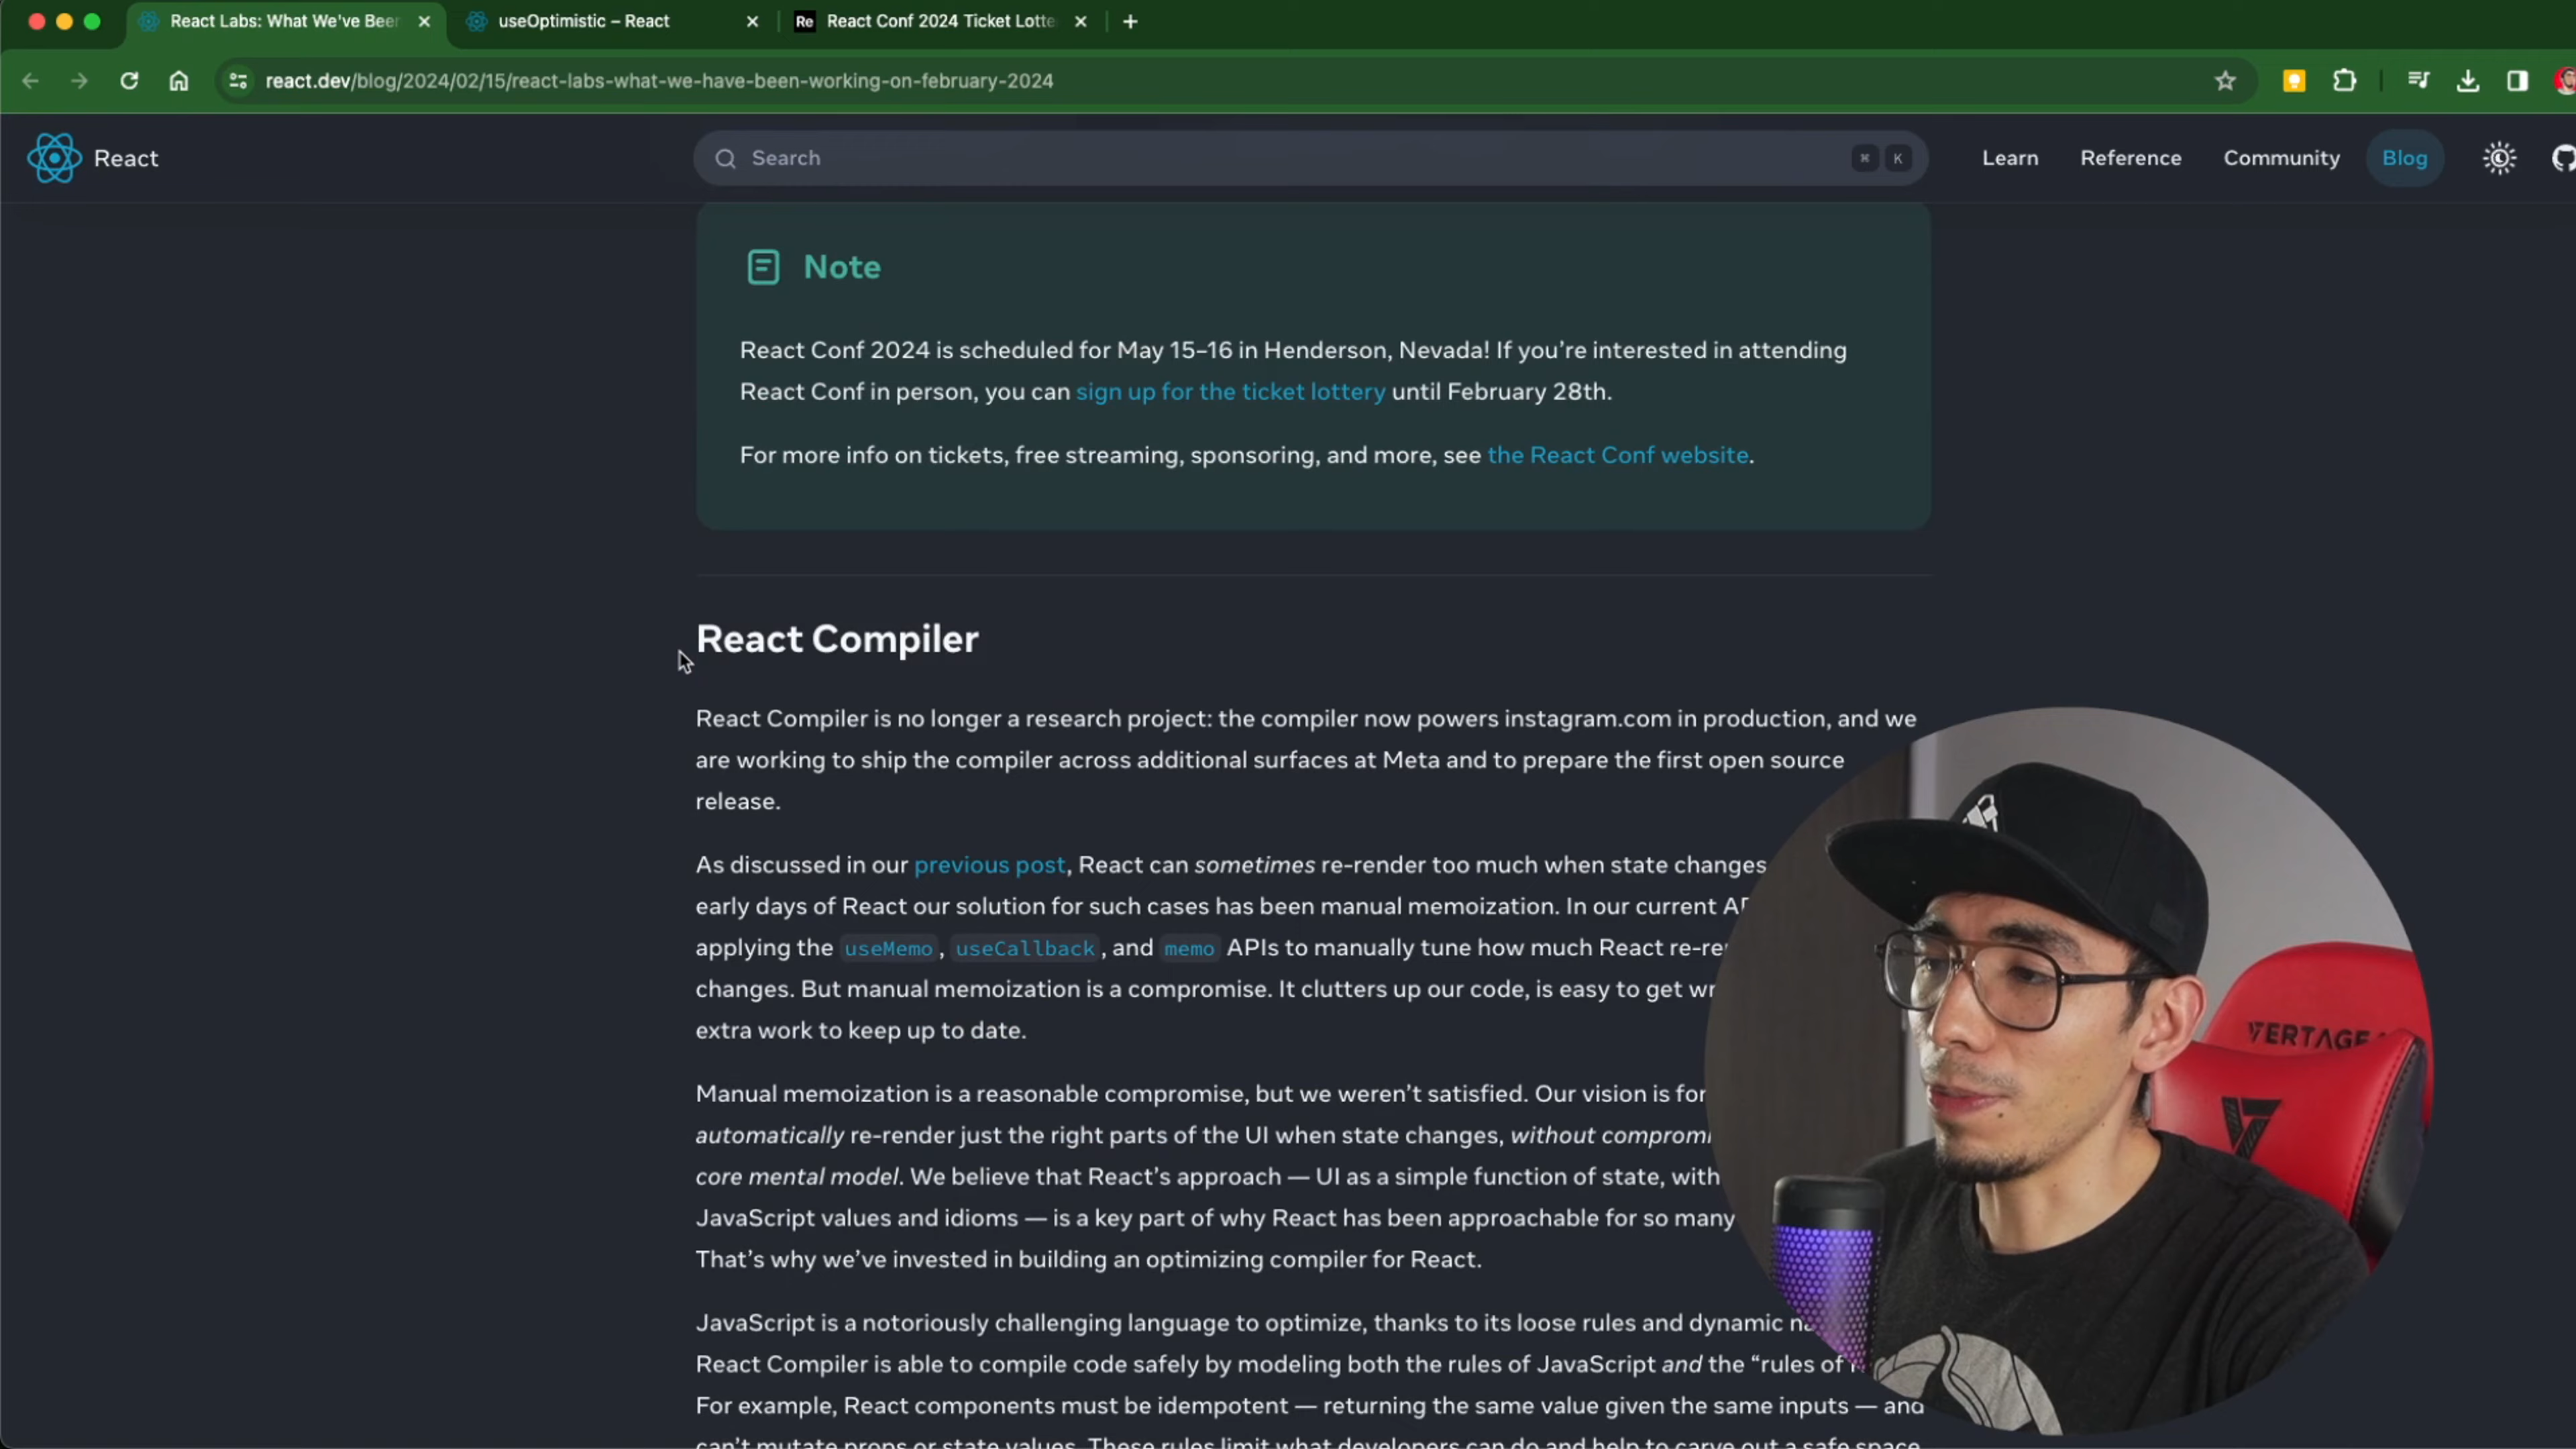 React Labs: What We've Been
useOptimistic – React
Re React Conf 2024 Ticket Lotte
react.dev/blog/2024/02/15/react-labs-what-we-have-been-working-on-february-2024
React
Search
⌘ K
Learn
Reference
Community
Blog
Note
React Conf 2024 is scheduled for May 15–16 in Henderson, Nevada! If you’re interested in attending
React Conf in person, you can sign up for the ticket lottery until February 28th.
For more info on tickets, free streaming, sponsoring, and more, see the React Conf website.
React Compiler
React Compiler is no longer a research project: the compiler now powers instagram.com in production, and we
are working to ship the compiler across additional surfaces at Meta and to prepare the first open source
release.
As discussed in our previous post, React can sometimes re-render too much when state changes
early days of React our solution for such cases has been manual memoization. In our current
applying the useMemo, useCallback, and memo APIs to manually tune how much React
changes. But manual memoization is a compromise. It clutters up our code, is easy to get
extra work to keep up to date.
Manual memoization is a reasonable compromise, but we weren’t satisfied. Our vision is for
automatically re-render just the right parts of the UI when state changes, without
core mental model. We believe that React’s approach — UI as a simple function of state, with
JavaScript values and idioms — is a key part of why React has been approachable for so many
That’s why we’ve invested in building an optimizing compiler for React.
JavaScript is a notoriously challenging language to optimize, thanks to its loose rules and dynamic
React Compiler is able to compile code safely by modeling both the rules of JavaScript and the “rules of
For example, React components must be idempotent — returning the same value given the same inputs — and
can’t mutate props or state values. These rules limit what developers can do and help to carve out a safe space
VERTAGE